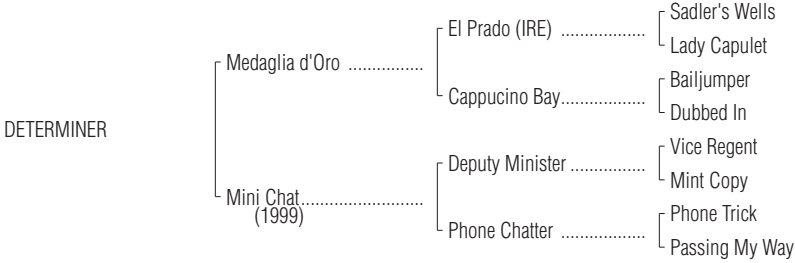 Sadler's Wells
El Prado (IRE) ...................
Lady Capulet
Medaglia d'Oro ................
Bailjumper
Cappucino Bay..................
Dubbed In
DETERMINER
Vice Regent
Deputy Minister ................
Mint Copy
Mini Chat..........................
(1999)
Phone Trick
Phone Chatter ..................
Passing My Way